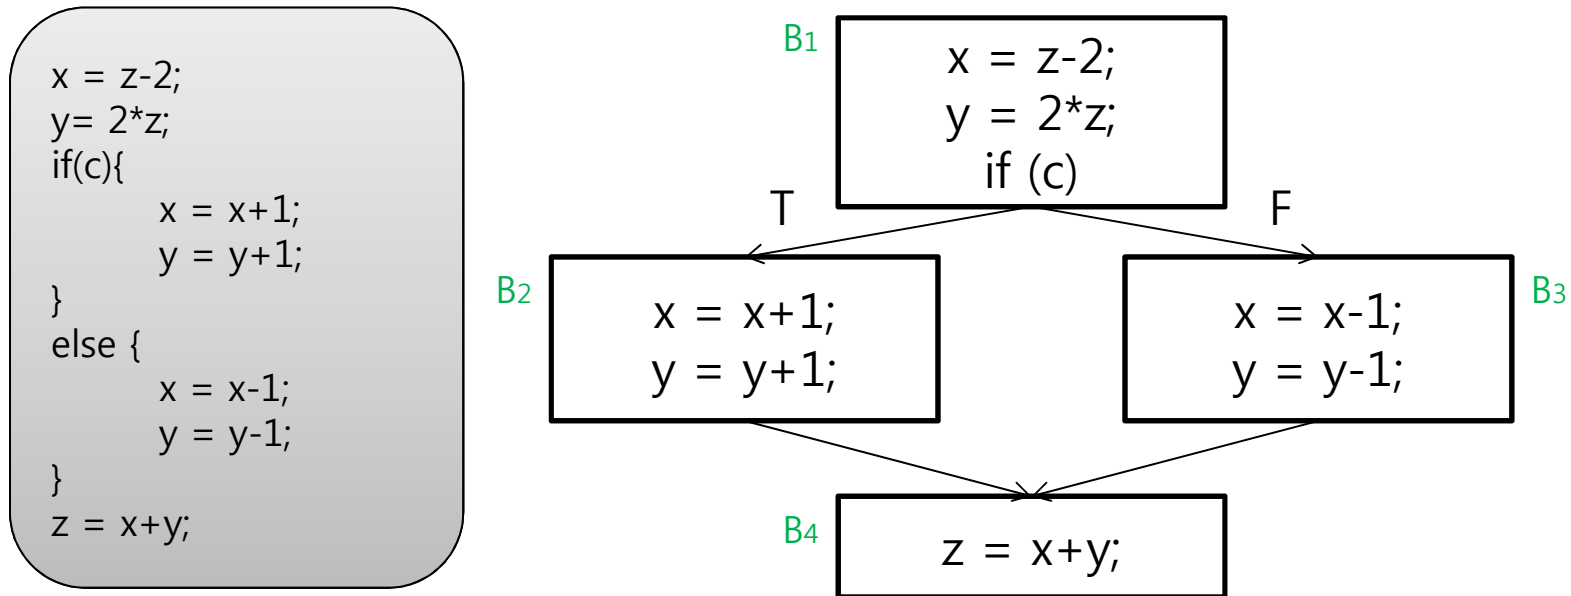 x = z-2;
y= 2*z;
if(c){
x = x+1;
y = y+1;
}
else {
x = x-1;
y = y-1;
}
z = x+y;
B1
x = z-2;
y = 2*z;
if (c)
T
F
B2
x = x+1;
y = y+1;
x = x-1;
y = y-1;
B3
B4
z = x+y;